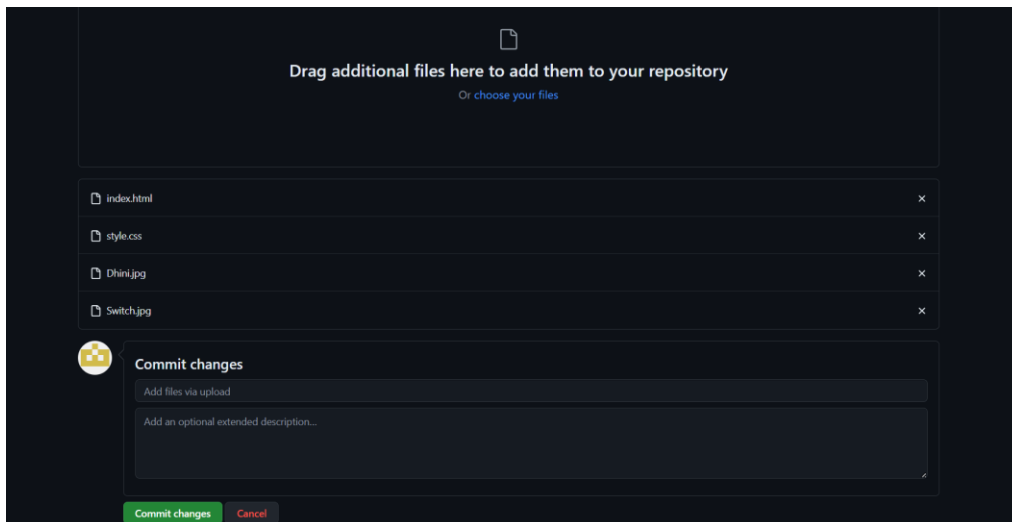 Drag additional files here to add them to your repository
Or choose your files
index.html
style.css
Dhini.jpg
Switch.jpg
Commit changes
Add files via upload
Add an optional extended description...
Commit changes
Cancel